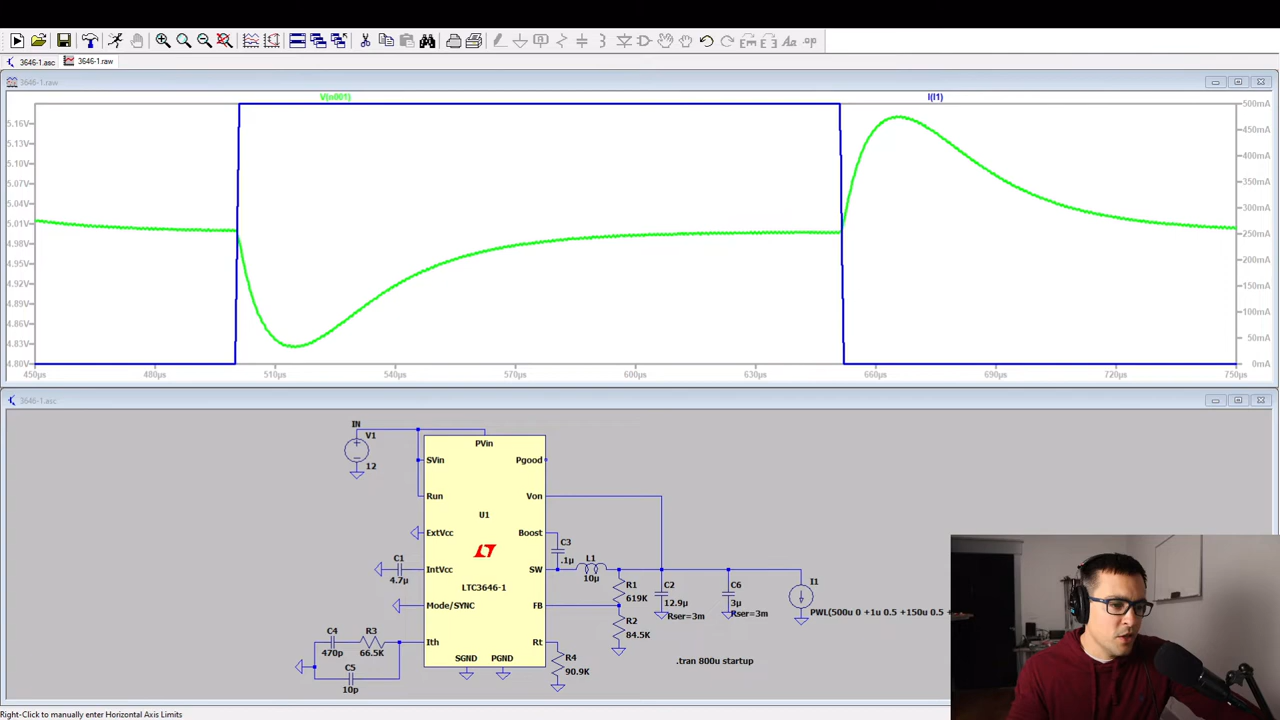 Aa .op
3646-1.asc 3646-1.raw
3646-1.raw
V(n001) I(I1)
5.16V 500mA
5.13V 450mA
5.10V 400mA
5.07V 350mA
5.04V 300mA
5.01V 250mA
4.98V 200mA
4.95V 150mA
4.92V 100mA
4.89V 50mA
4.86V 0mA
4.83V
4.80V
450µs 480µs 510µs 540µs 570µs 600µs 630µs 660µs 690µs 720µs 750µs
3646-1.asc
IN
V1
12
PVin
SVin Pgood
Run Von
U1
ExtVcc Boost
C1
4.7µ
IntVcc SW
LTC3646-1
Mode/SYNC FB
Ith Rt
SGND PGND
C3
.1µ
L1
10µ
R1
619K
R2
84.5K
C2
12.9µ
Rser=3m
C6
3µ
Rser=3m
I1
PWL(500u 0 +1u 0.5 +150u 0.5 +
C4
470p
R3
66.5K
C5
10p
R4
90.9K
.tran 800u startup
Right-Click to manually enter Horizontal Axis Limits